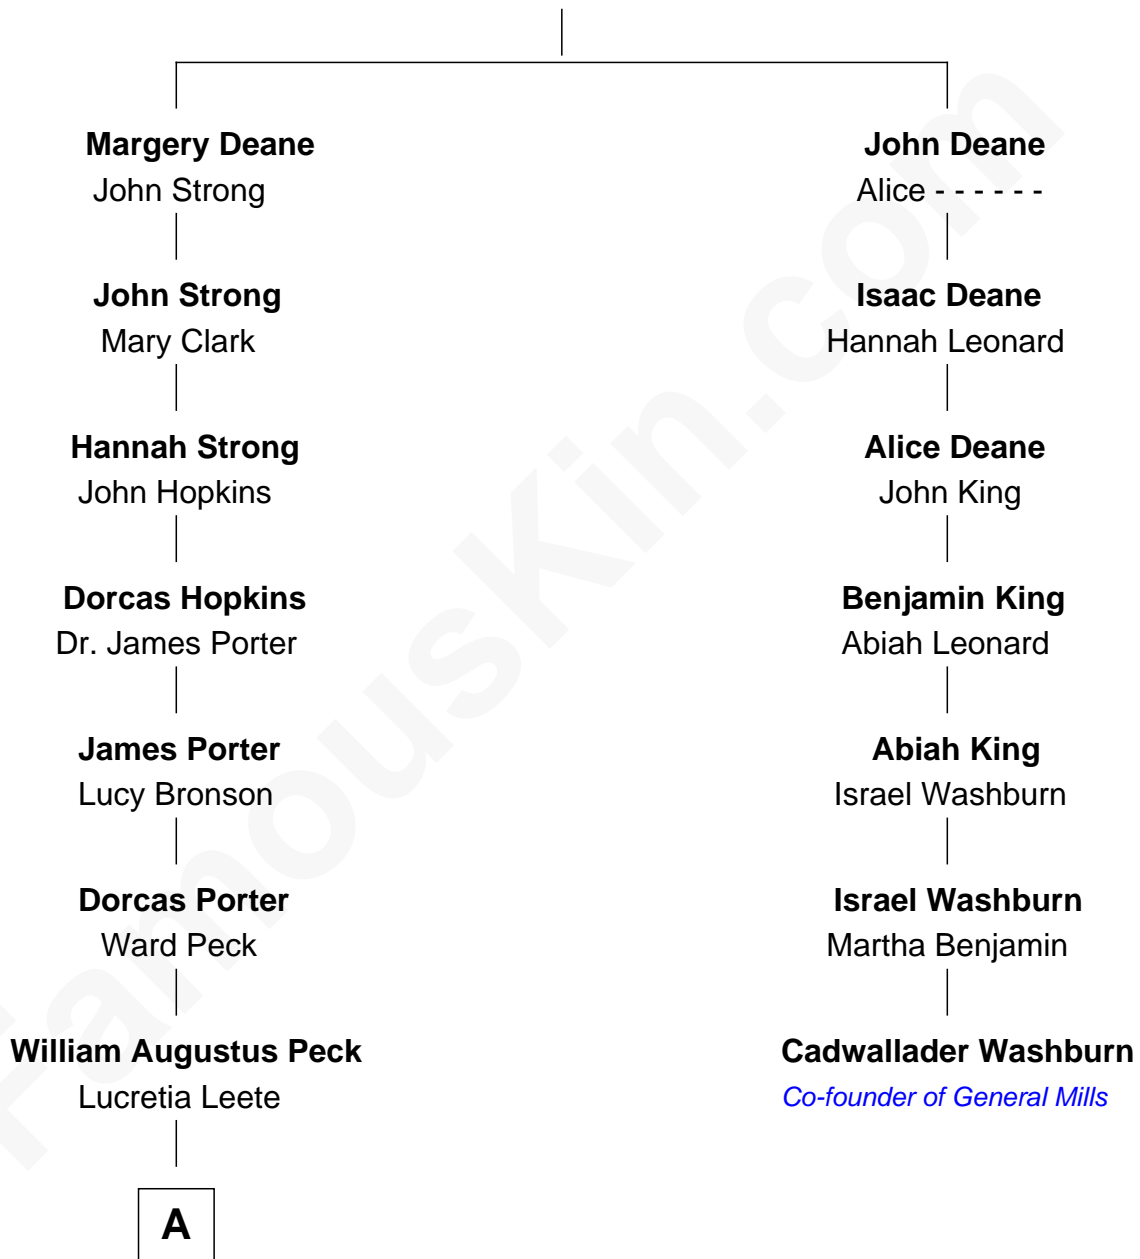 Margery Deane
John Strong
John Deane
Alice - - - - - -
John Strong
Mary Clark
Isaac Deane
Hannah Leonard
Hannah Strong
John Hopkins
Alice Deane
John King
Dorcas Hopkins
Dr. James Porter
Benjamin King
Abiah Leonard
James Porter
Lucy Bronson
Abiah King
Israel Washburn
Dorcas Porter
Ward Peck
Israel Washburn
Martha Benjamin
William Augustus Peck
Lucretia Leete
Cadwallader Washburn
Co-founder of General Mills
A
FamousKin.com